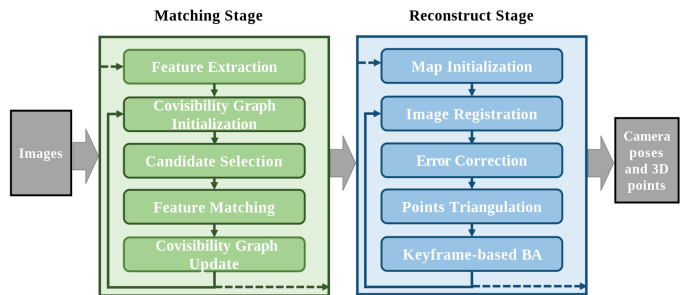 Matching Stage
Reconstruct Stage
Images
Feature Extraction
Covisibility Graph
Initialization
Candidate Selection
Feature Matching
Covisibility Graph
Update
Map Initialization
Image Registration
Error Correction
Points Triangulation
Keyframe-based BA
Camera
poses
and 3D
points